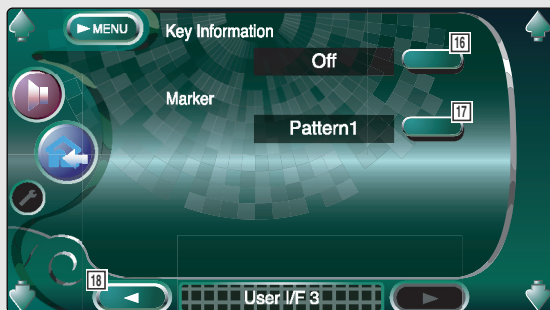 ►MENU
Key Information
16
Off
Marker
17
Pattern1
18
◄
User I/F 3
►